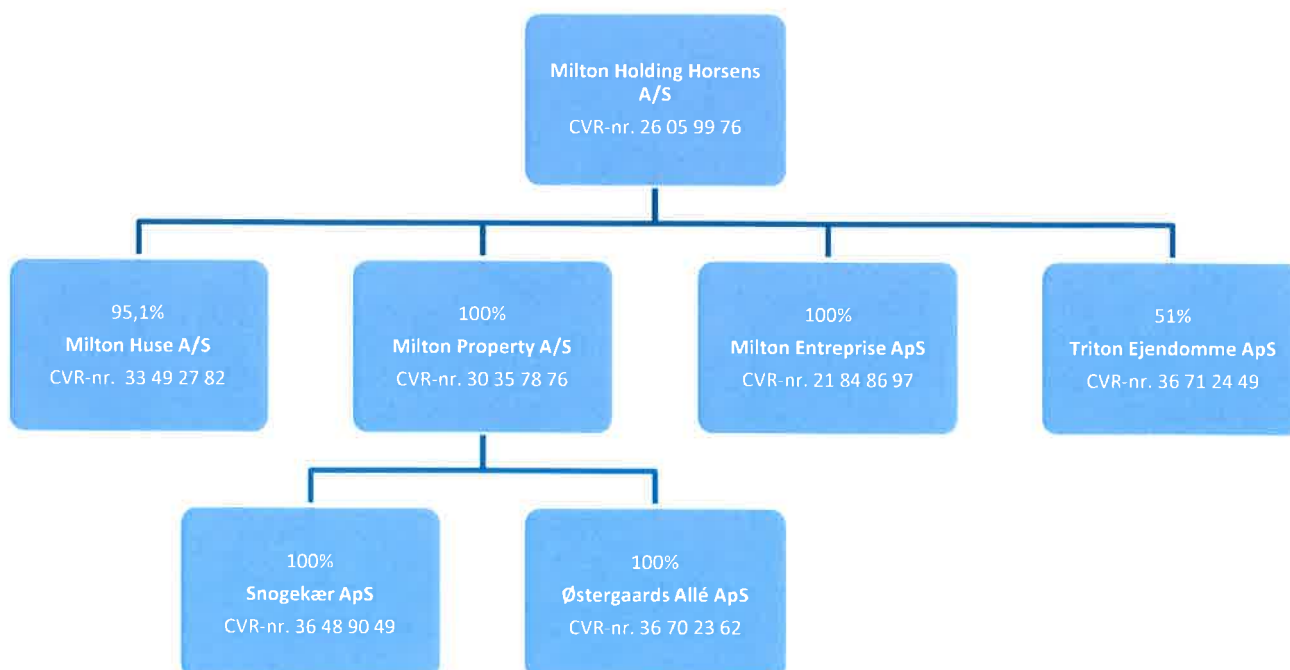 Milton Holding Horsens
A/S
CVR-nr. 26 05 99 76
95,1%
Milton Huse A/S
CVR-nr. 33 49 27 82
100%
Milton Property A/S
CVR-nr. 30 35 78 76
100%
Milton Entreprise ApS
CVR-nr. 21 84 86 97
51%
Triton Ejendomme ApS
CVR-nr. 36 71 24 49
100%
Snogekær ApS
CVR-nr. 36 48 90 49
100%
Østergaards Allé ApS
CVR-nr. 36 70 23 62